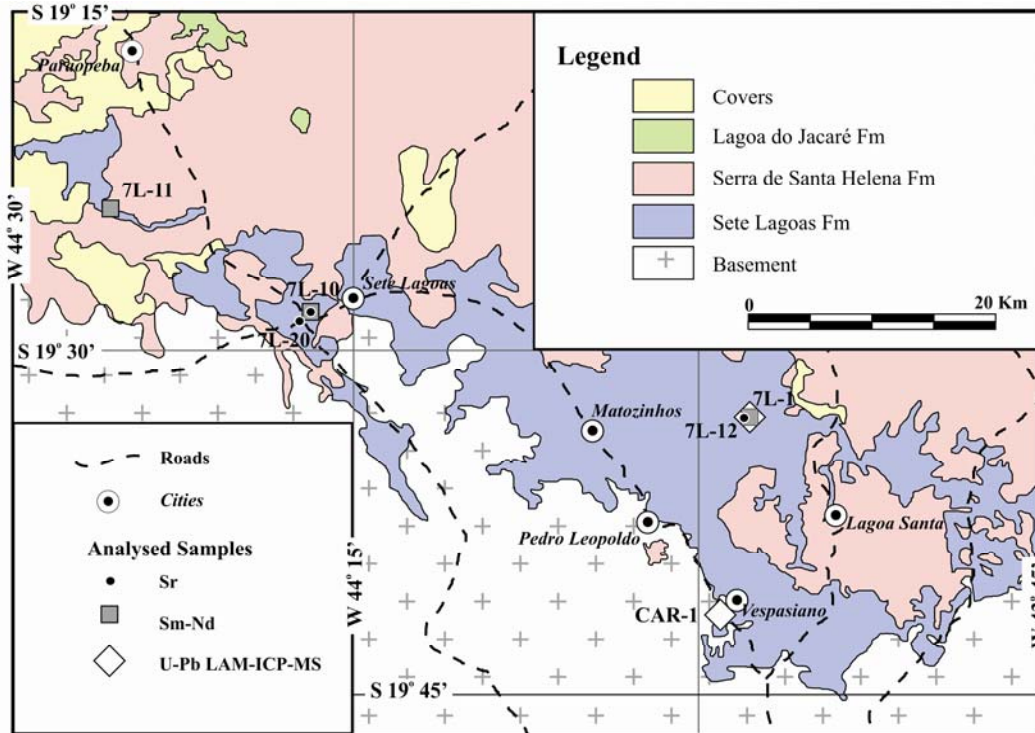 S 19° 15'
Paraopeba
7L-11
W 44° 30'
7L-10
Sete Lagoas
7L-20
S 19° 30'
Legend
Covers
Lagoa do Jacaré Fm
Serra de Santa Helena Fm
Sete Lagoas Fm
Basement
0 20 Km
Matozinhos
7L-1
7L-12
Pedro Leopoldo
Lagoa Santa
CAR-1
Vespasiano
W 44° 15'
S 19° 45'
Roads
Cities
Analysed Samples
Sr
Sm-Nd
U-Pb LAM-ICP-MS